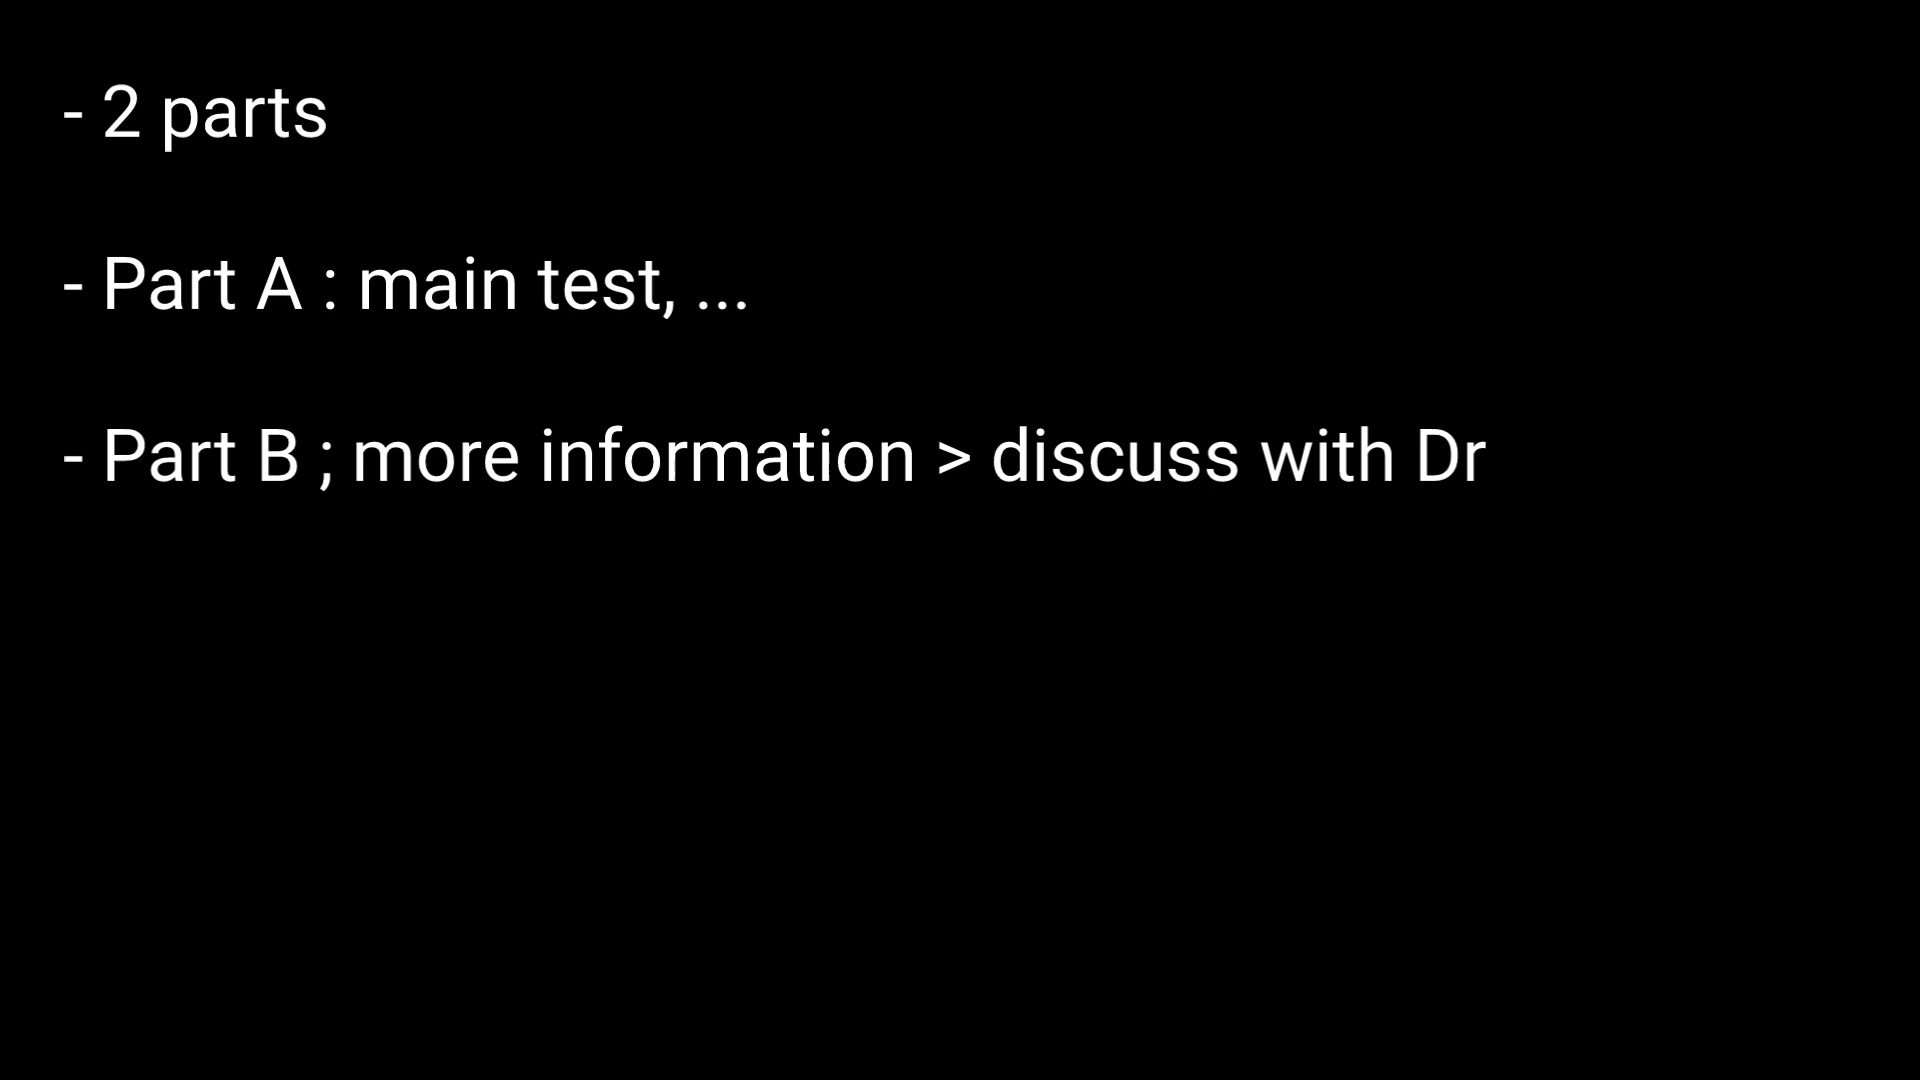 - 2 parts
- Part A : main test, ...
- Part B ; more information > discuss with Dr